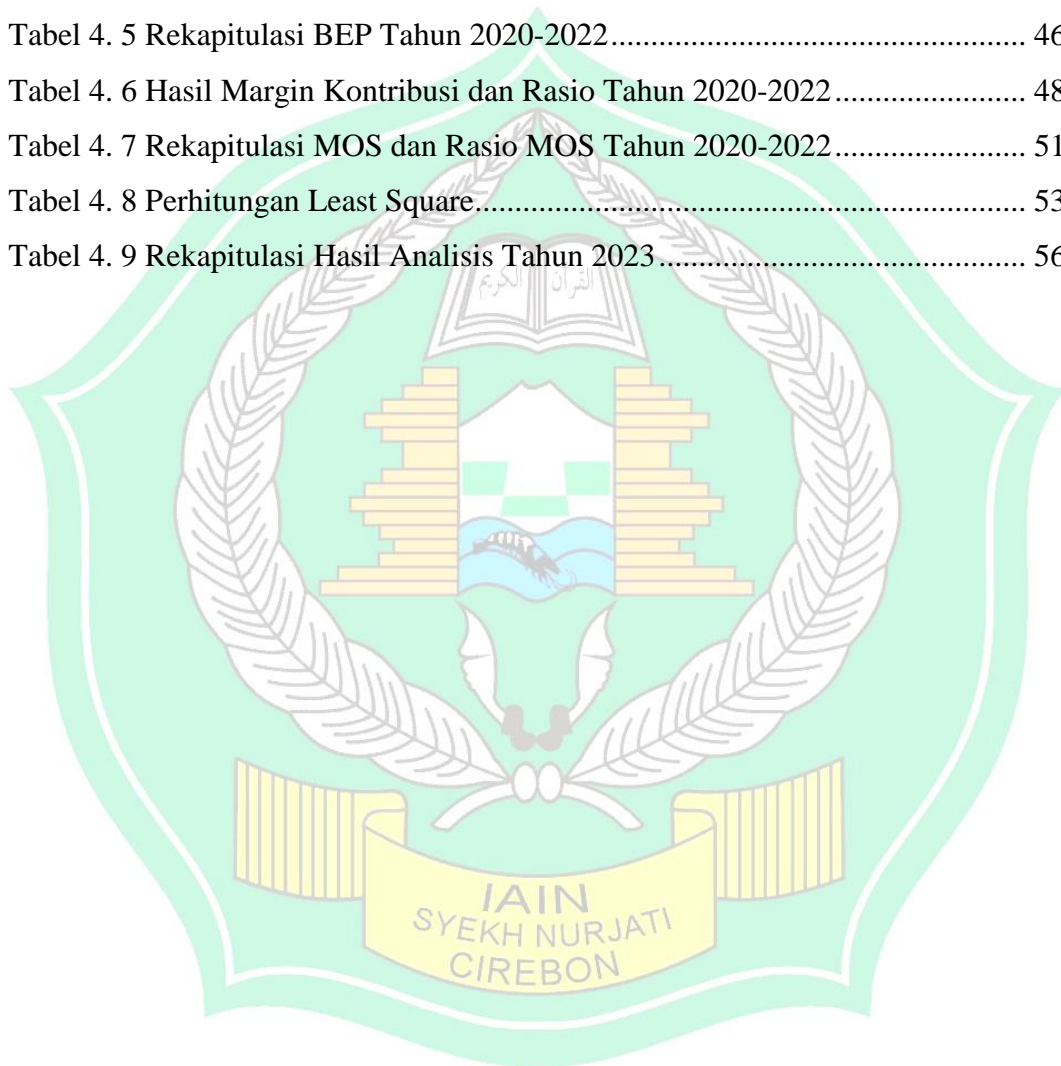 Tabel 4. 5 Rekapitulasi BEP Tahun 2020-2022.................................................... 46
Tabel 4. 6 Hasil Margin Kontribusi dan Rasio Tahun 2020-2022........................ 48
Tabel 4. 7 Rekapitulasi MOS dan Rasio MOS Tahun 2020-2022........................ 51
Tabel 4. 8 Perhitungan Least Square..................................................................... 53
Tabel 4. 9 Rekapitulasi Hasil Analisis Tahun 2023.............................................. 56
القرآن الكريم
IAIN
SYEKH NURJATI
CIREBON